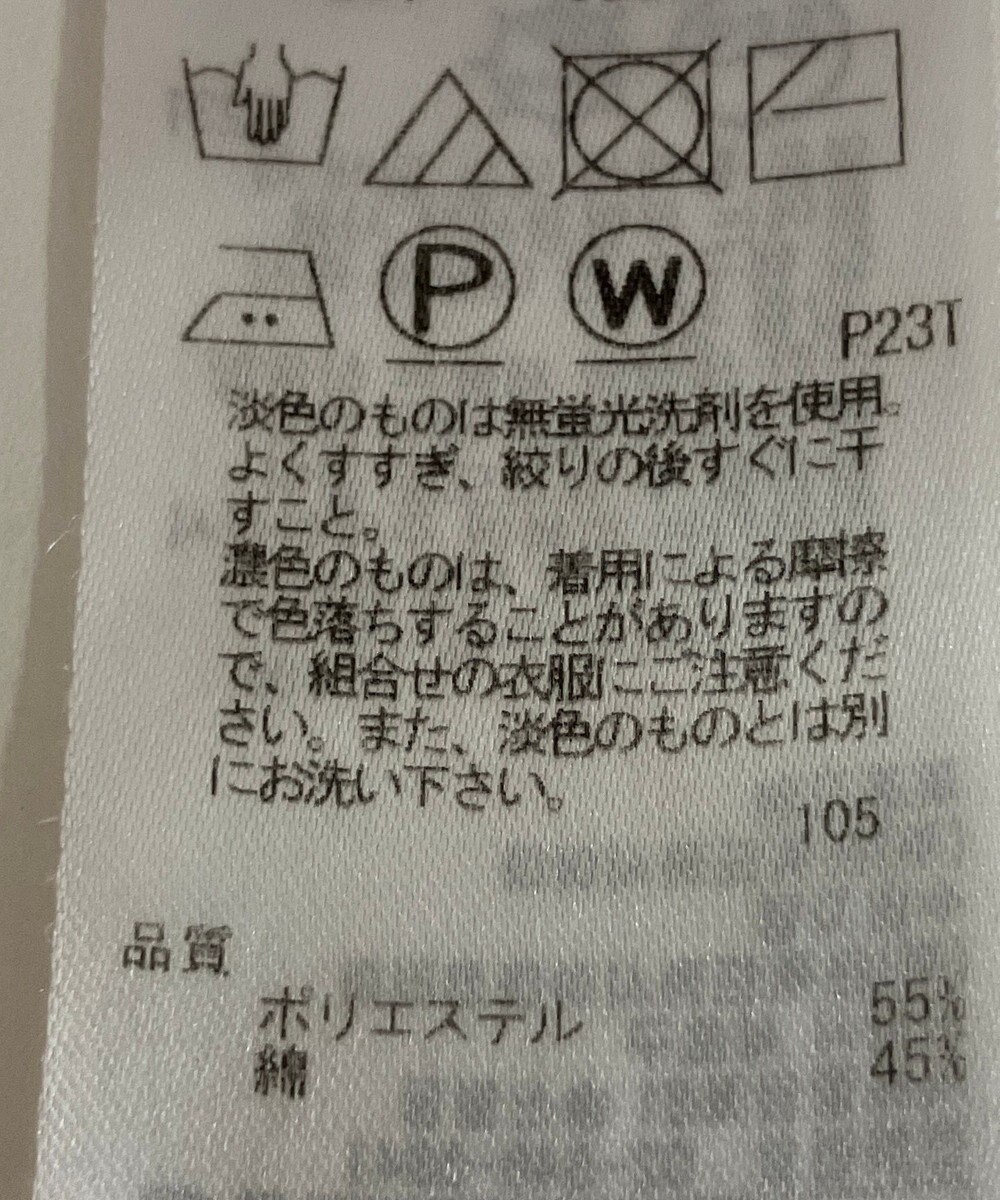 P
W
P23T
淡色のものは無蛍光洗剤を使用。
よくすすぎ、絞りの後すぐに干
すこと。
濃色のものは、着用による摩擦
で色落ちすることがありますの
で、組合せの衣服にご注意くだ
さい。また、淡色のものとは別
にお洗い下さい。
105
品質
ポリエステル 55%
綿 45%